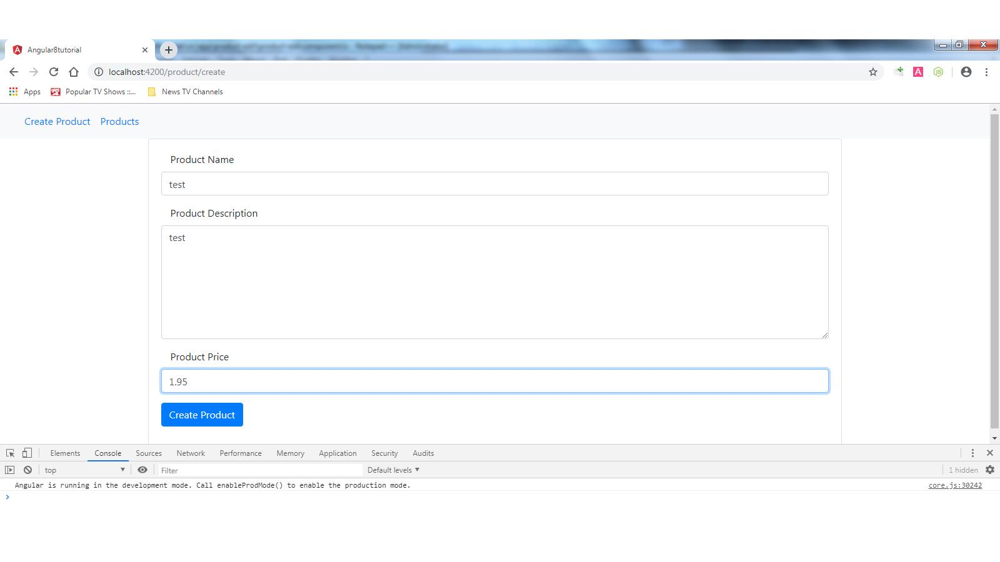 Angular8tutorial
localhost:4200/product/create
Apps Popular TV Shows ::... News TV Channels
Create Product Products
Product Name
test
Product Description
test
Product Price
1.95
Create Product
Elements Console Sources Network Performance Memory Application Security Audits
top Filter Default levels 1 hidden
Angular is running in the development mode. Call enableProdMode() to enable the production mode. core.js:30242